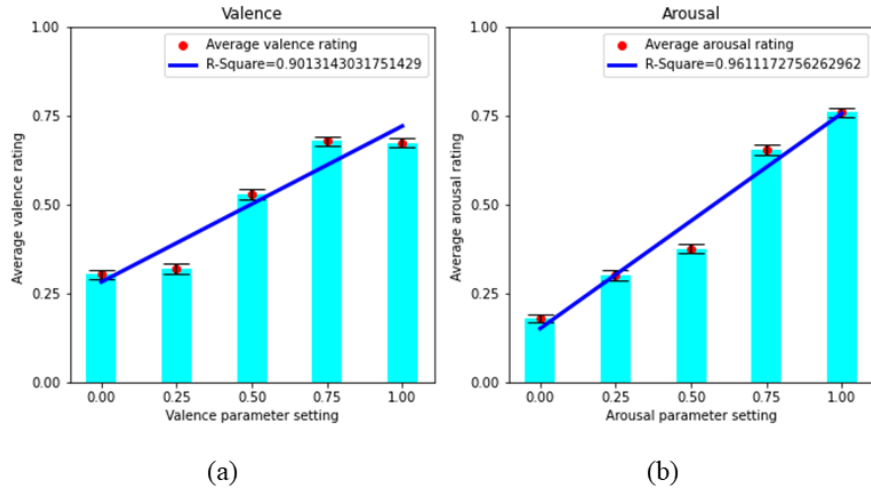 Valence
1.00
0.75
0.50
0.25
0.00
Average valence rating
Average valence rating
R-Square=0.9013143031751429
0.00 0.25 0.50 0.75 1.00
Valence parameter setting
(a)
Arousal
1.00
0.75
0.50
0.25
0.00
Average arousal rating
Average arousal rating
R-Square=0.9611172756262962
0.00 0.25 0.50 0.75 1.00
Arousal parameter setting
(b)